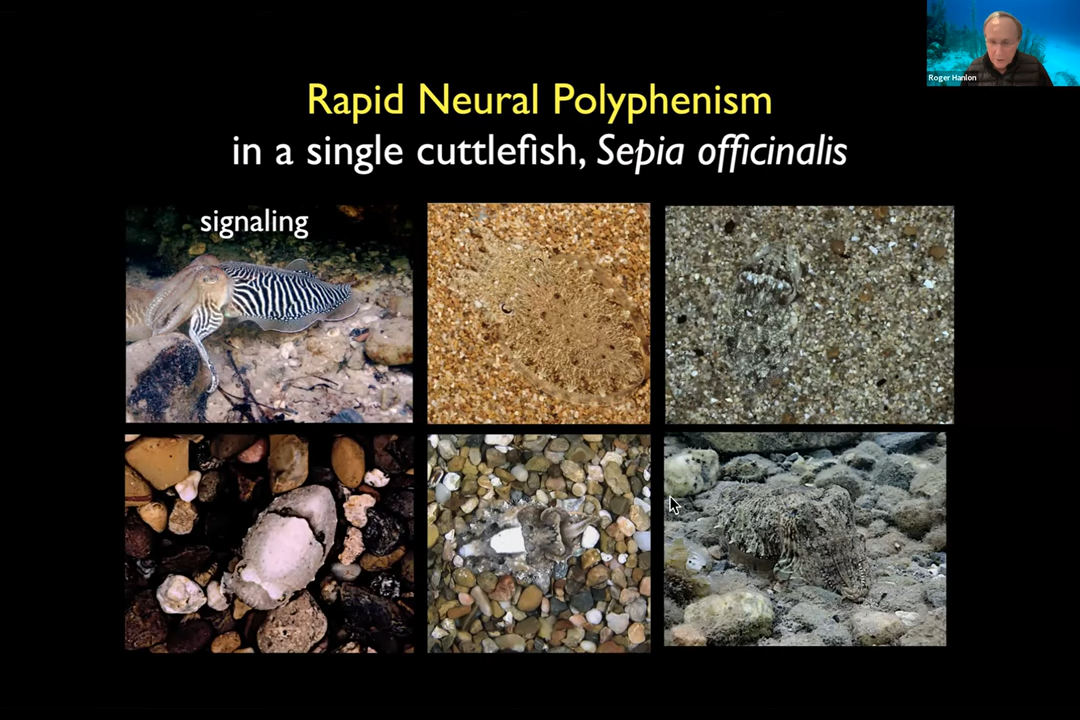 Roger Hanlon
Rapid Neural Polyphenism
in a single cuttlefish, Sepia officinalis
signaling